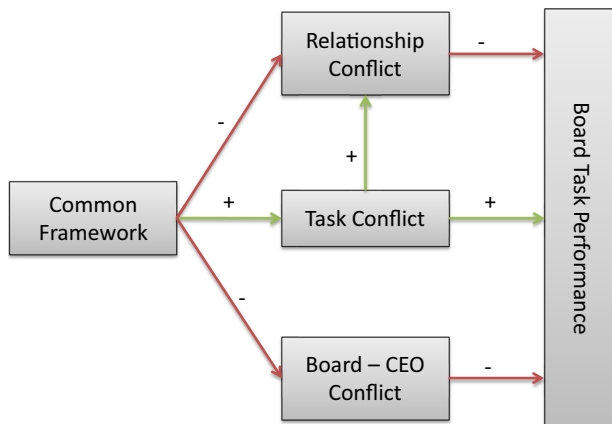 Relationship
Conflict
-
-
+
Common
Framework
+
Task Conflict
+
-
Board – CEO
Conflict
-
Board Task Performance